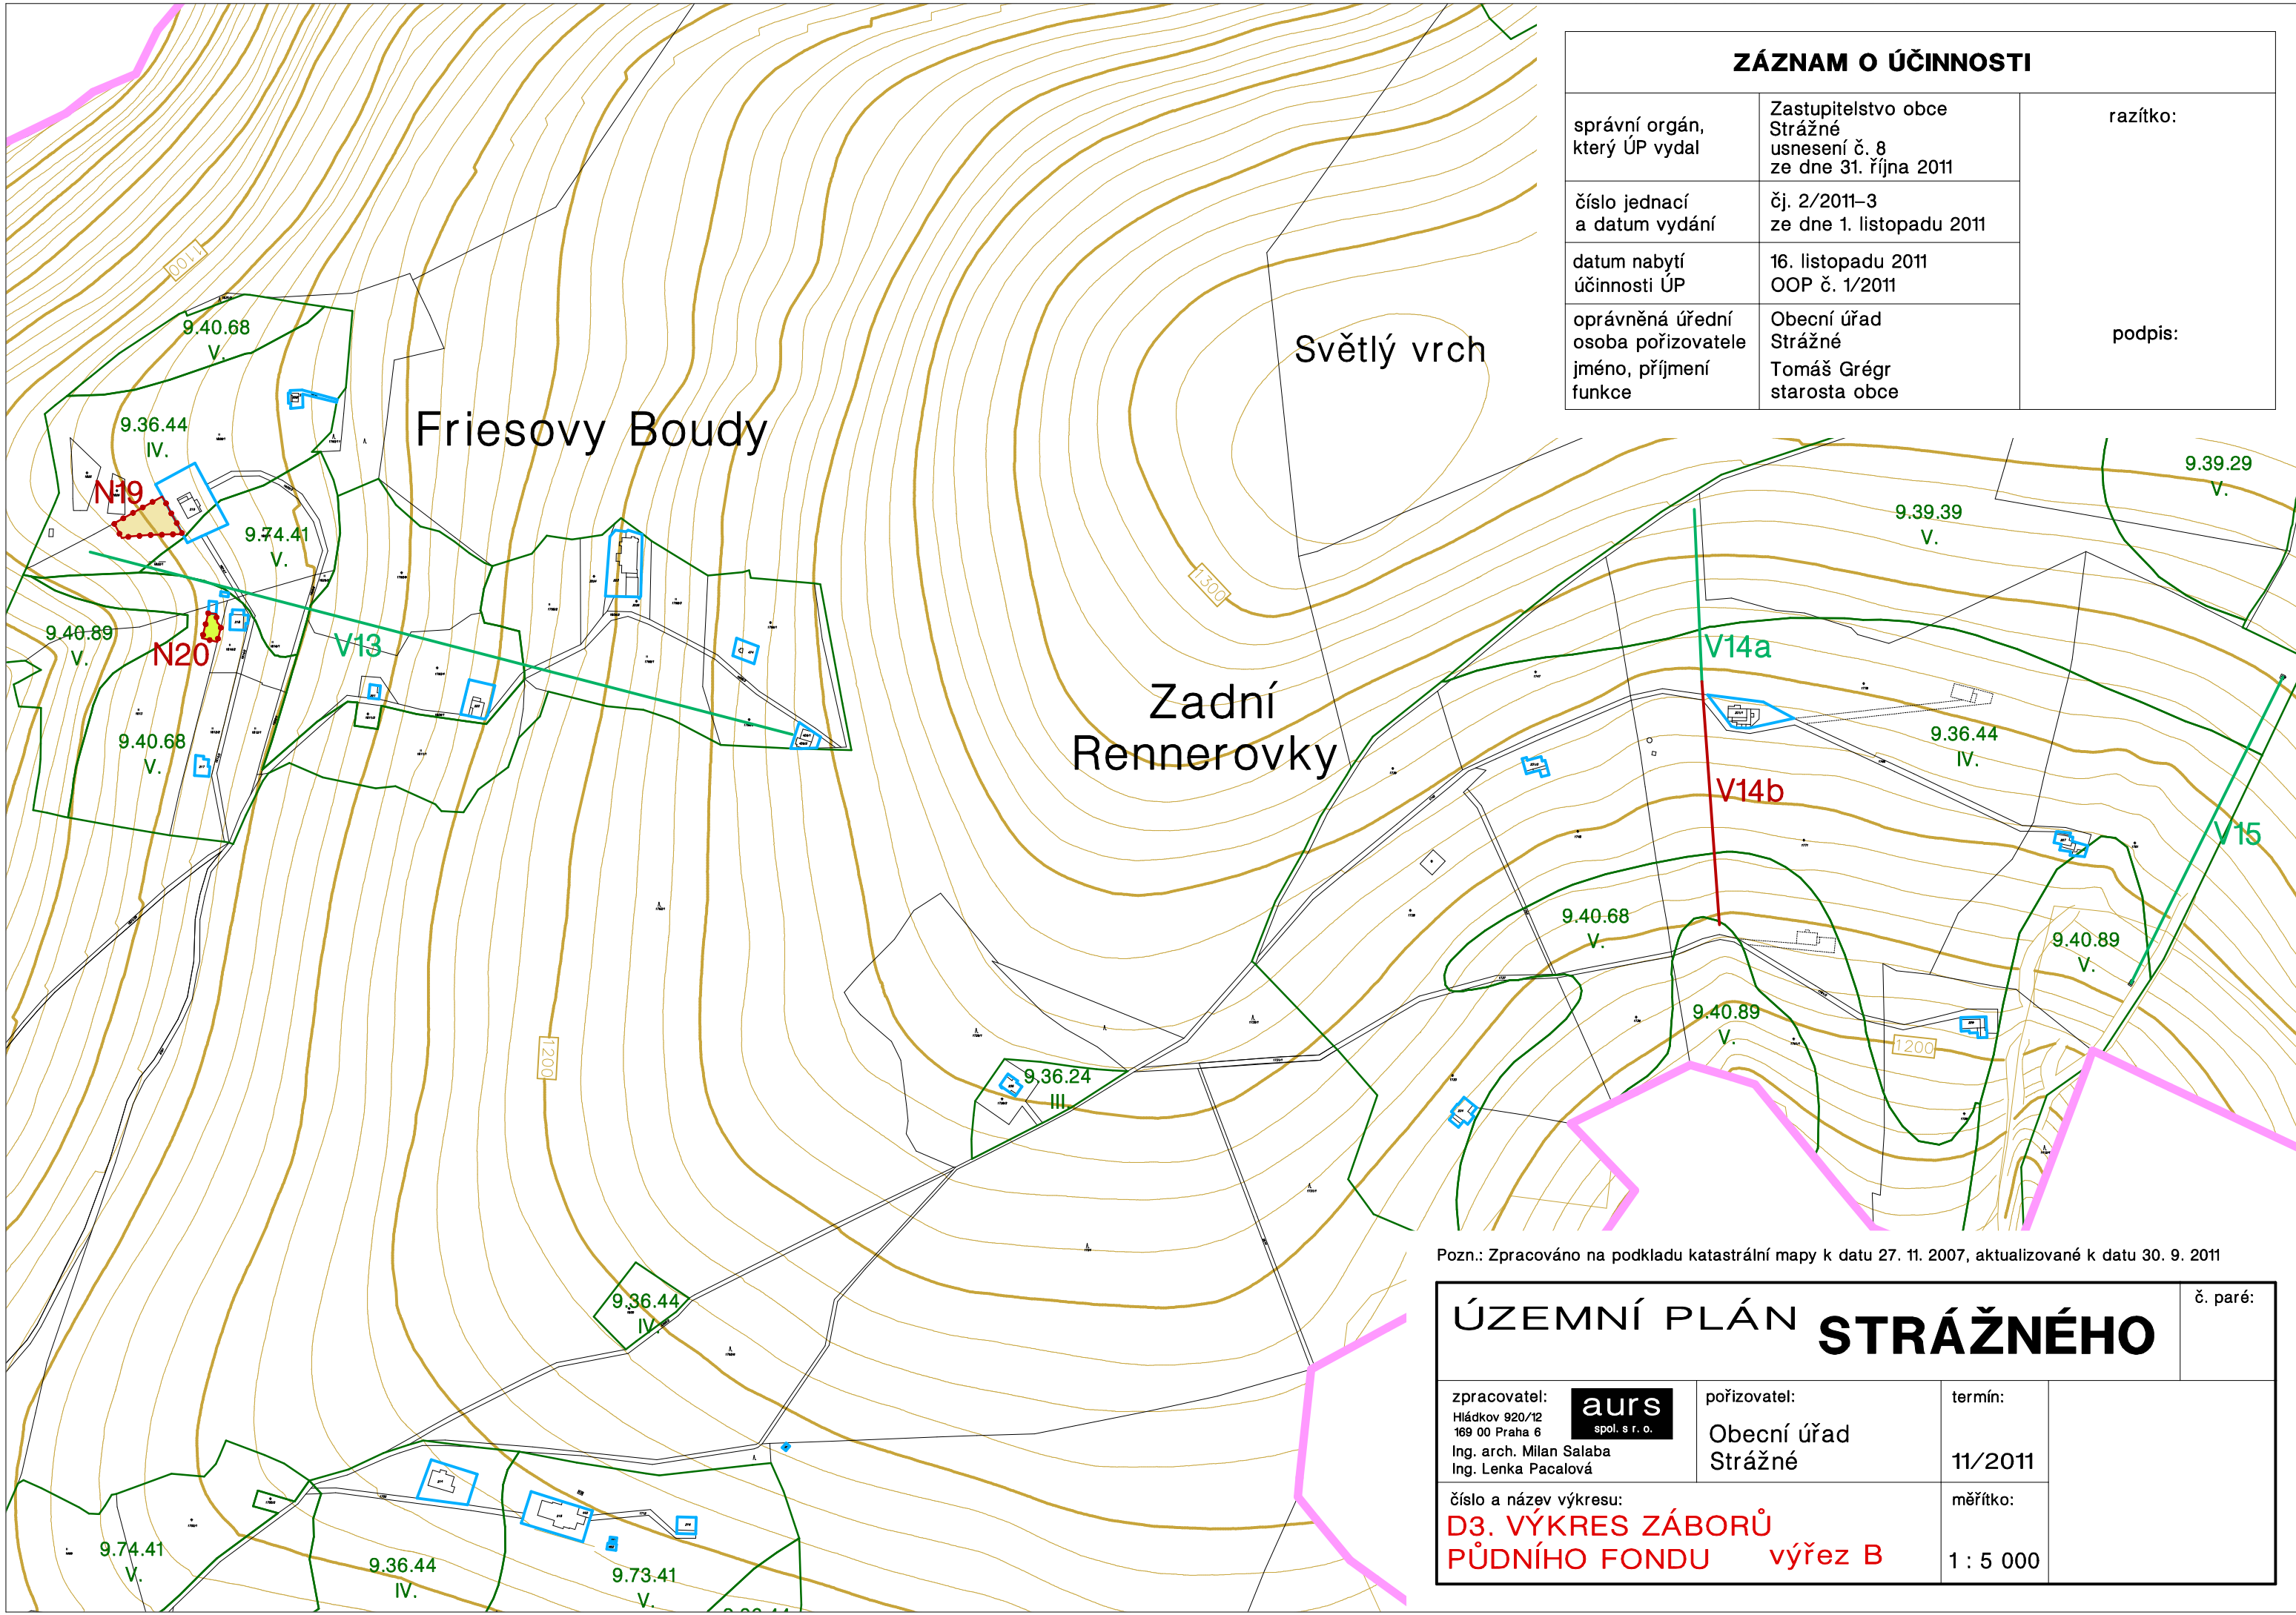 ZÁZNAM O ÚČINNOSTI
správní orgán,
který ÚP vydal
Zastupitelstvo obce
Strážné
usnesení č. 8
ze dne 31. října 2011
razítko:
číslo jednací
a datum vydání
čj. 2/2011–3
ze dne 1. listopadu 2011
datum nabytí
účinnosti ÚP
16. listopadu 2011
OOP č. 1/2011
oprávněná úřední
osoba pořizovatele
Obecní úřad
Strážné
podpis:
jméno, příjmení
funkce
Tomáš Grégr
starosta obce
1100
9.40.68
V.
Friesovy Boudy
Světlý vrch
9.36.44
IV.
N19
9.74.41
V.
9.39.29
V.
9.39.39
V.
1300
9.40.89
V.
N20
V13
V14a
9.40.68
V.
Zadní
Rennerovky
9.36.44
IV.
V14b
V15
9.40.68
V.
9.40.89
V.
9.40.89
V.
1200
1200
9.36.24
III.
9.36.44
IV.
9.74.41
V.
9.36.44
IV.
9.73.41
V.
Pozn.: Zpracováno na podkladu katastrální mapy k datu 27. 11. 2007, aktualizované k datu 30. 9. 2011
ÚZEMNÍ PLÁN STRÁŽNÉHO
č. paré:
zpracovatel:
Hládkov 920/12
169 00 Praha 6
aurs
spol. s r. o.
Ing. arch. Milan Salaba
Ing. Lenka Pacalová
pořizovatel:
Obecní úřad
Strážné
termín:
11/2011
číslo a název výkresu:
D3. VÝKRES ZÁBORŮ
PŮDNÍHO FONDU výřez B
měřítko:
1 : 5 000